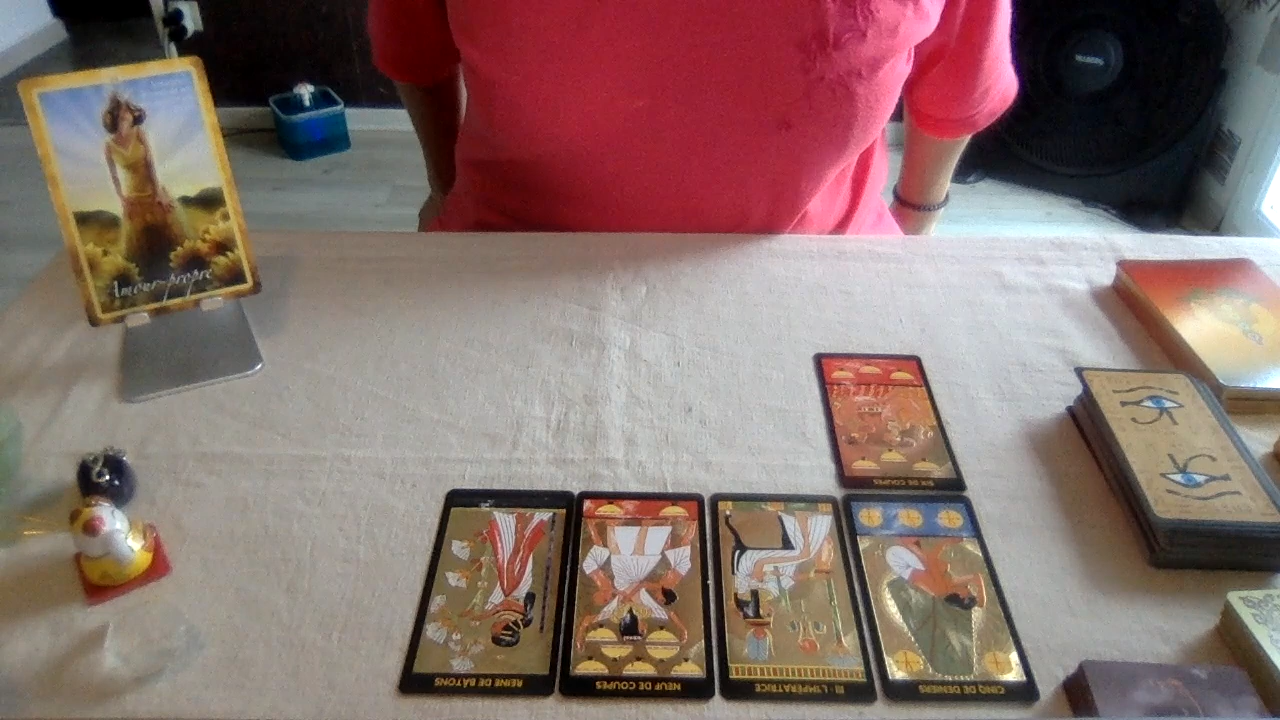 Amour-propre
SIX DE COUPES
REINE DE BÂTONS
NEUF DE COUPES
III - L'IMPÉRATRICE
CINQ DE DENIERS